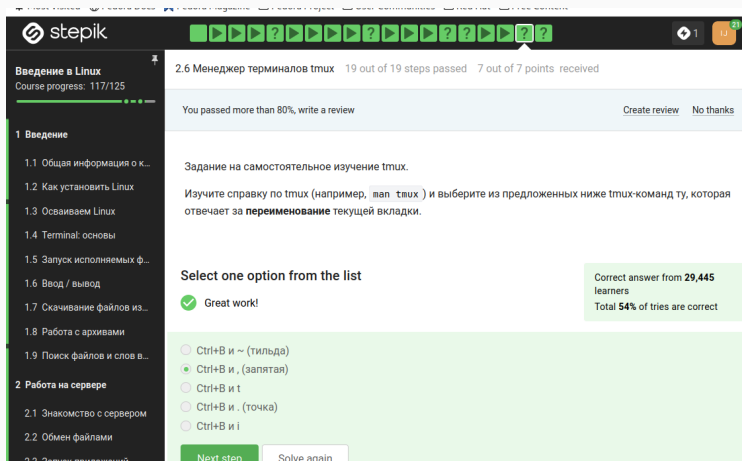 stepik
1
21
Введение в Linux
Course progress: 117/125
2.6 Менеджер терминалов tmux 19 out of 19 steps passed 7 out of 7 points received
You passed more than 80%, write a review
Create review No thanks
1 Введение
1.1 Общая информация о к...
1.2 Как установить Linux
1.3 Осваиваем Linux
1.4 Terminal: основы
1.5 Запуск исполняемых ф...
1.6 Ввод / вывод
1.7 Скачивание файлов из...
1.8 Работа с архивами
1.9 Поиск файлов и слов в...
2 Работа на сервере
2.1 Знакомство с сервером
2.2 Обмен файлами
Задание на самостоятельное изучение tmux.
Изучите справку по tmux (например, man tmux ) и выберите из предложенных ниже tmux-команд ту, которая
отвечает за переименование текущей вкладки.
Select one option from the list
Great work!
Correct answer from 29,445
learners
Total 54% of tries are correct
Ctrl+B и ~ (тильда)
Ctrl+B и , (запятая)
Ctrl+B и t
Ctrl+B и . (точка)
Ctrl+B и i
Next step Solve again